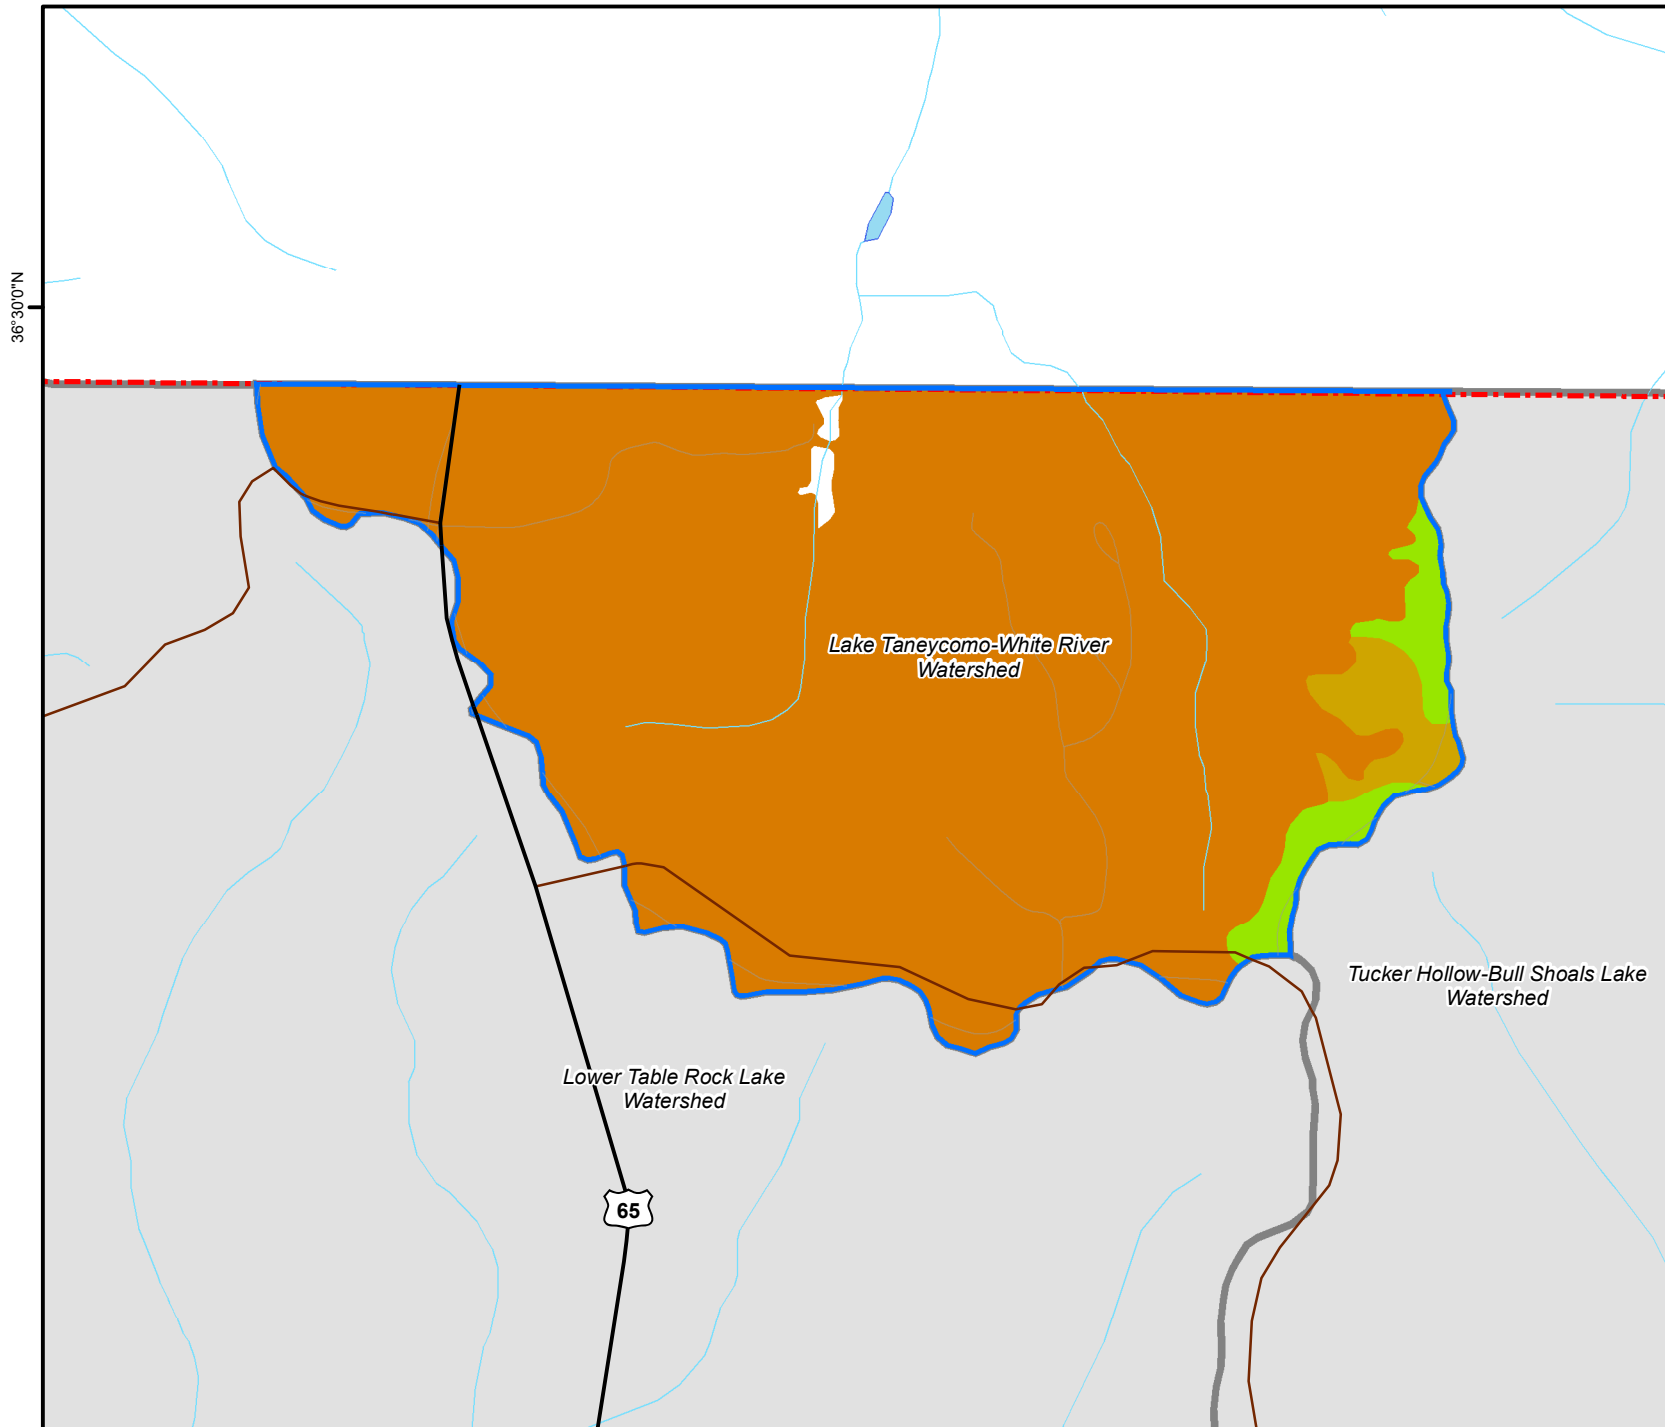 36°30'0"N
Lake Taneycomo-White River
Watershed
Tucker Hollow-Bull Shoals Lake
Watershed
Lower Table Rock Lake
Watershed
65